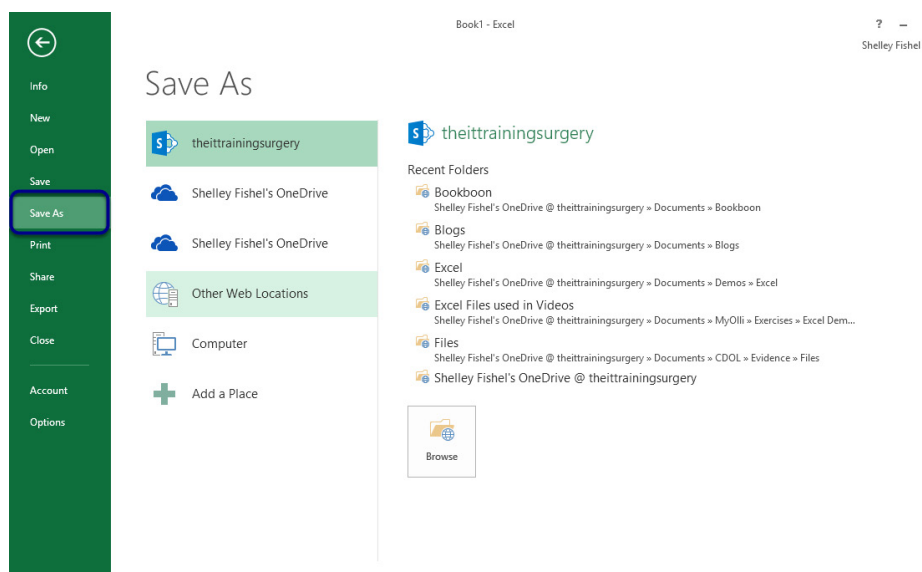 Book1 - Excel
? –
Shelley Fishel
Info
New
Open
Save
Save As
Print
Share
Export
Close
Account
Options
Save As
theittrainingsurgery
Shelley Fishel's OneDrive
Shelley Fishel's OneDrive
Other Web Locations
Computer
Add a Place
S theittrainingsurgery
Recent Folders
Bookboon
Shelley Fishel's OneDrive @ theittrainingsurgery » Documents » Bookboon
Blogs
Shelley Fishel's OneDrive @ theittrainingsurgery » Documents » Blogs
Excel
Shelley Fishel's OneDrive @ theittrainingsurgery » Documents » Demos » Excel
Excel Files used in Videos
Shelley Fishel's OneDrive @ theittrainingsurgery » Documents » MyOlli » Exercises » Excel Dem...
Files
Shelley Fishel's OneDrive @ theittrainingsurgery » Documents » CDOL » Evidence » Files
Shelley Fishel's OneDrive @ theittrainingsurgery
Browse